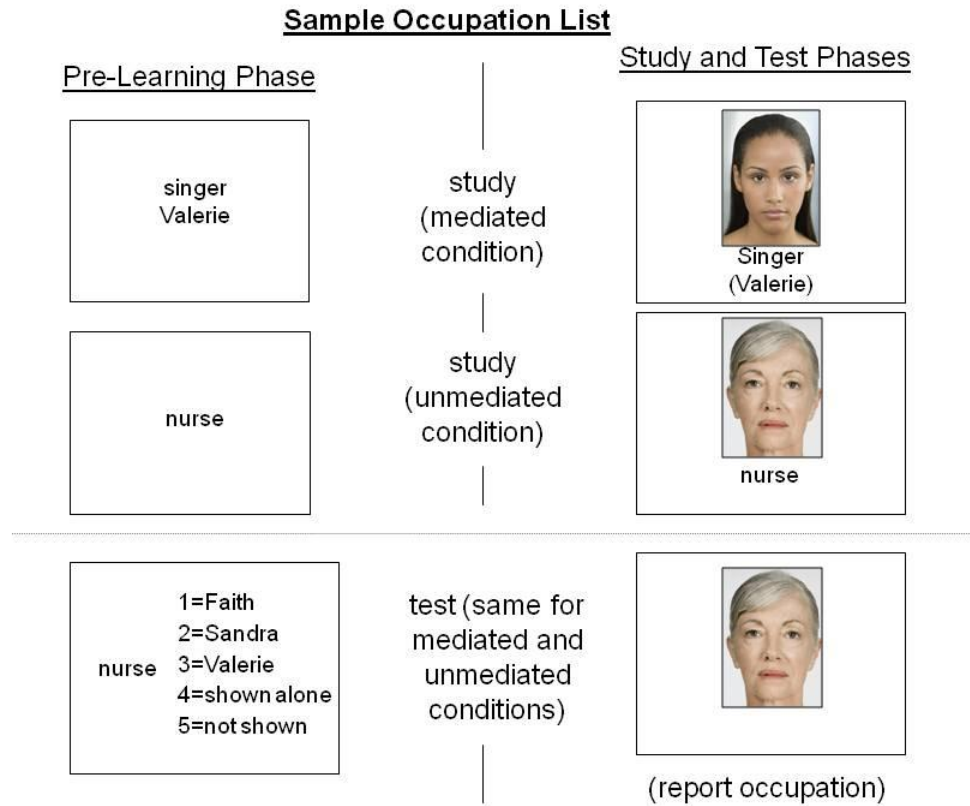 Sample Occupation List
Pre-Learning Phase
Study and Test Phases
singer
Valerie
study
(mediated
condition)
Singer
(Valerie)
nurse
study
(unmediated
condition)
nurse
nurse
1=Faith
2=Sandra
3=Valerie
4=shown alone
5=not shown
test (same for
mediated and
unmediated
conditions)
(report occupation)